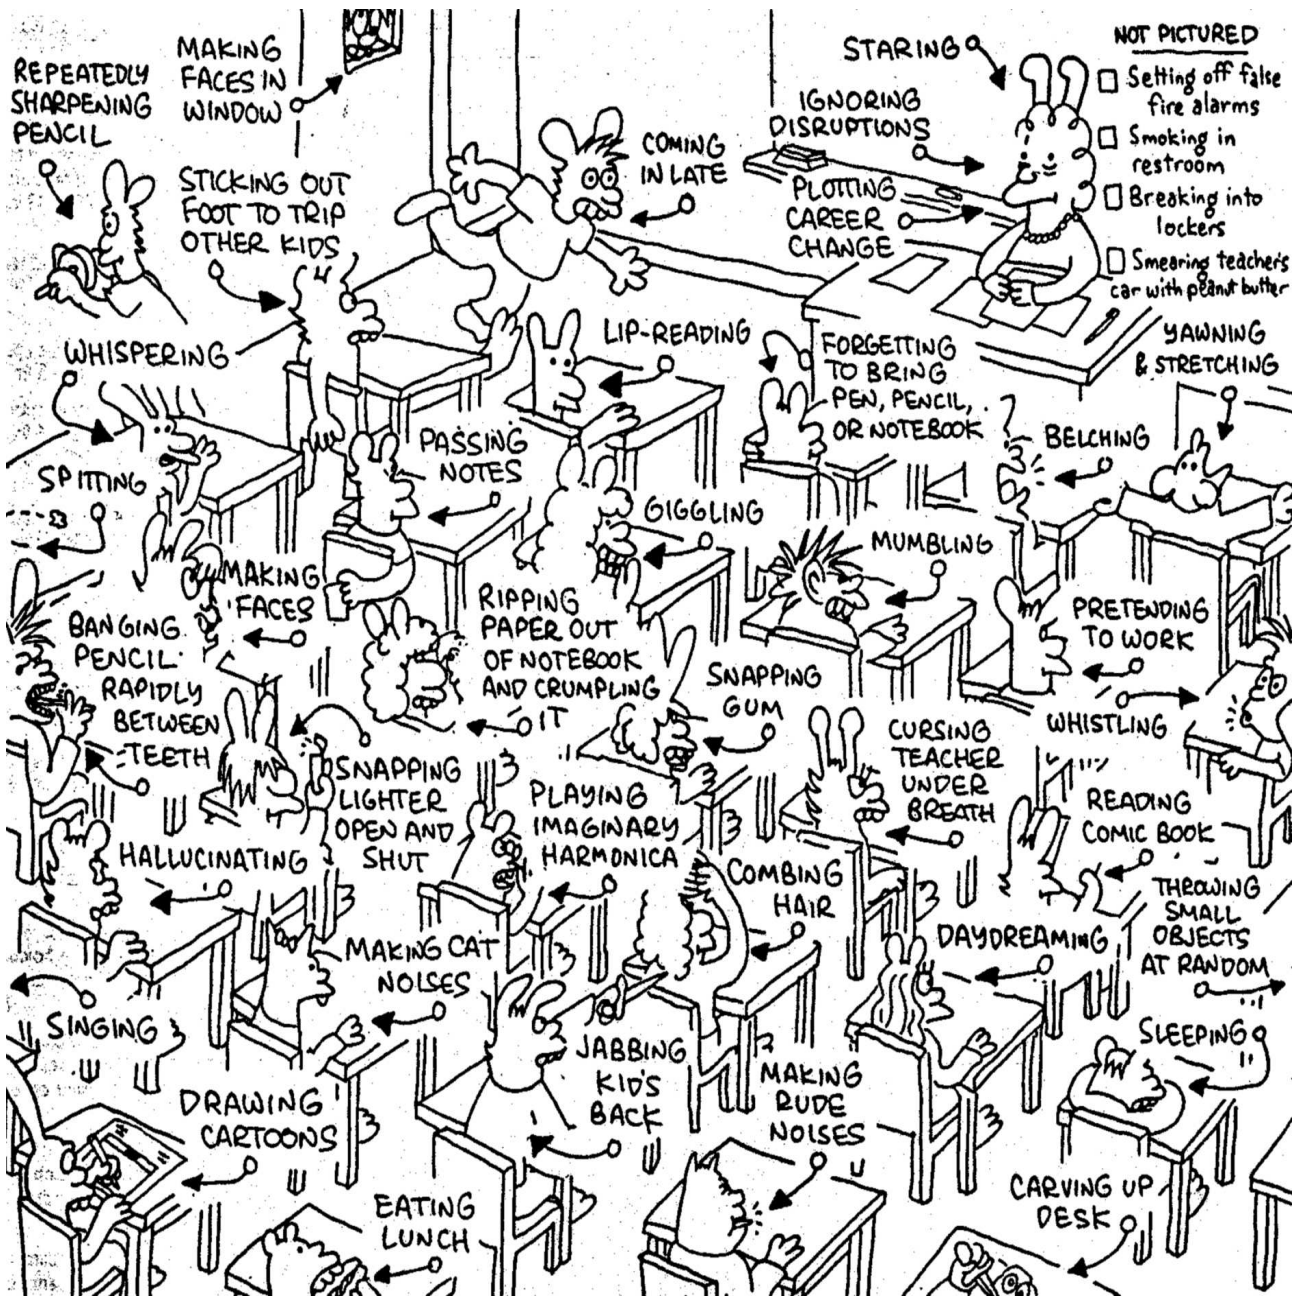 REPEATEDLY
SHARPENING
PENCIL
MAKING
FACES IN
WINDOW
STARING
NOT PICTURED
Setting off false
fire alarms
Smoking in
restroom
Breaking into
lockers
Smearing teacher's
car with peanut butter
IGNORING
DISRUPTIONS
COMING
IN LATE
PLOTTING
CAREER
CHANGE
STICKING OUT
FOOT TO TRIP
OTHER KIDS
WHISPERING
LIP-READING
FORGETTING
TO BRING
PEN, PENCIL,
OR NOTEBOOK
YAWNING
& STRETCHING
SPITTING
PASSING
NOTES
BELCHING
GIGGLING
MUMBLING
MAKING
FACES
BANGING
PENCIL
RAPIDLY
BETWEEN
TEETH
RIPPING
PAPER OUT
OF NOTEBOOK
AND CRUMPLING
IT
PRETENDING
TO WORK
SNAPPING
GUM
WHISTLING
SNAPPING
LIGHTER
OPEN AND
SHUT
CURSING
TEACHER
UNDER
BREATH
PLAYING
IMAGINARY
HARMONICA
READING
COMIC BOOK
HALLUCINATING
COMBING
HAIR
THROWING
SMALL
OBJECTS
AT RANDOM
MAKING CAT
NOISES
DAYDREAMING
SINGING
SLEEPING
JABBING
KID'S
BACK
MAKING
RUDE
NOISES
DRAWING
CARTOONS
EATING
LUNCH
CARVING UP
DESK